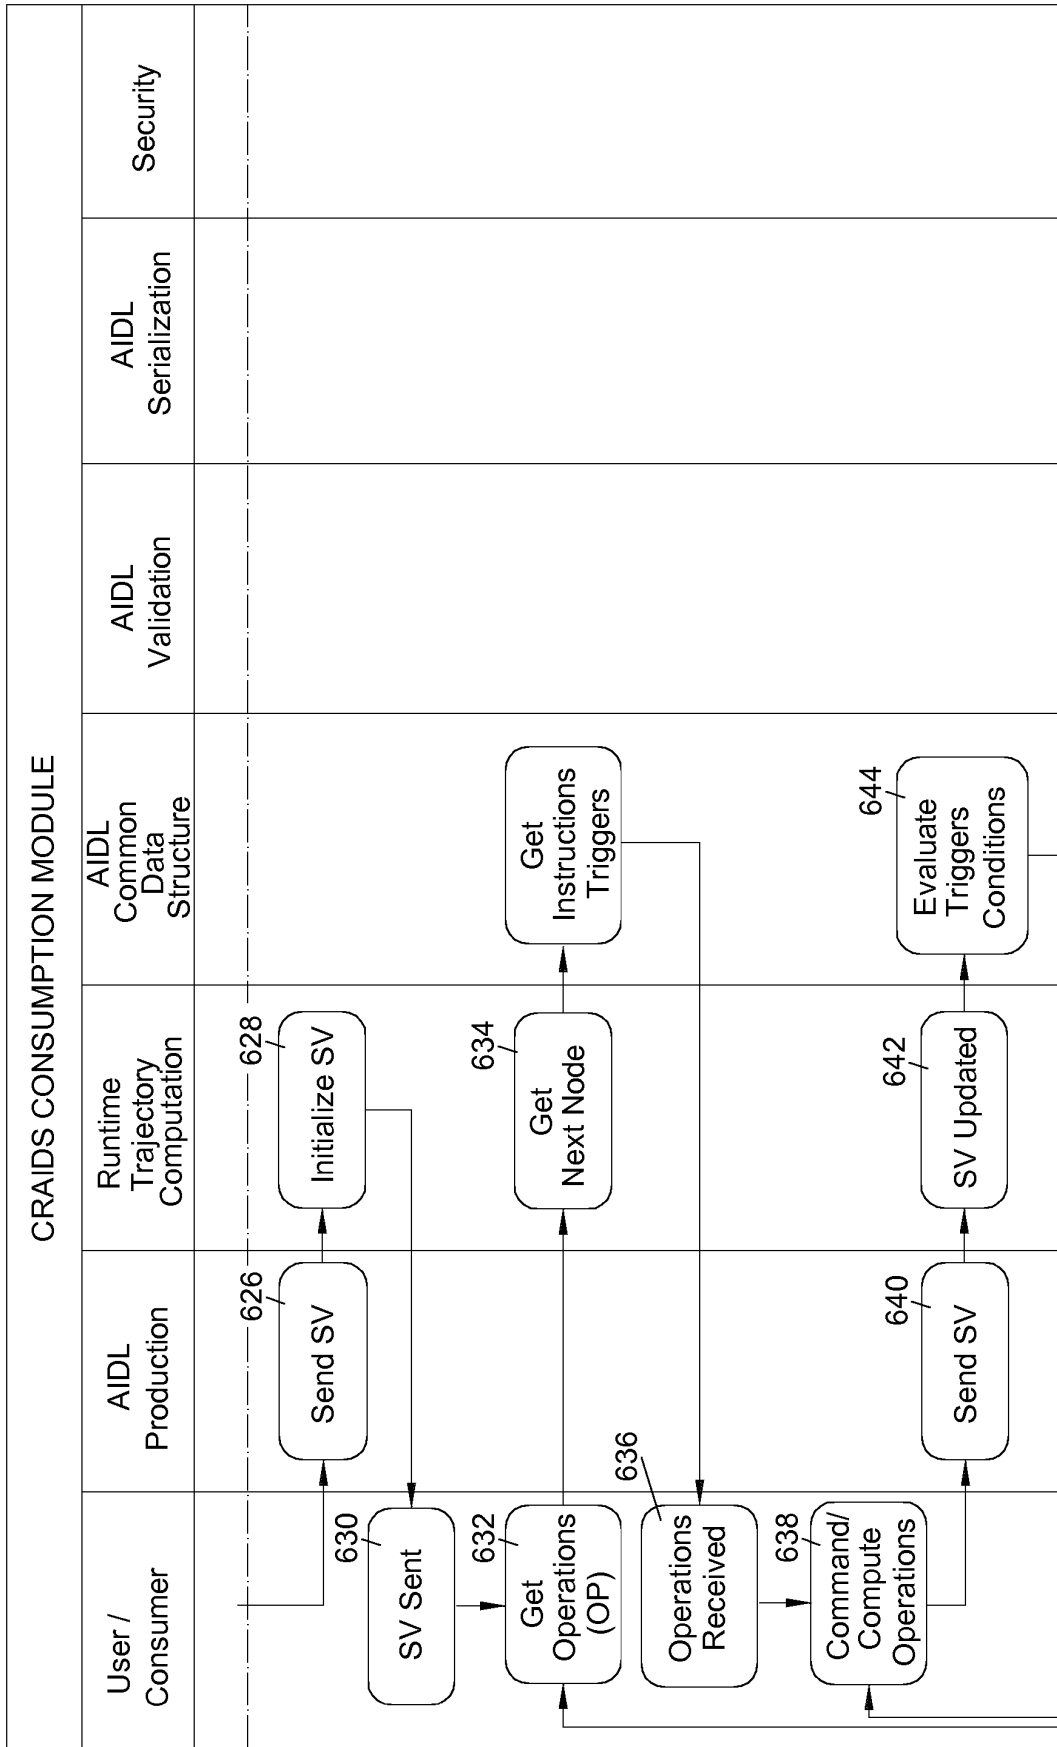 CRAIDS CONSUMPTION MODULE
User /
Consumer
AIDL
Production
Runtime
Trajectory
Computation
AIDL
Common
Data
Structure
AIDL
Validation
AIDL
Serialization
Security
626
Send SV
628
Initialize SV
630
SV Sent
632
Get
Operations
(OP)
634
Get
Next Node
Get
Instructions
Triggers
636
Operations
Received
638
Command/
Compute
Operations
640
Send SV
642
SV Updated
644
Evaluate
Triggers
Conditions